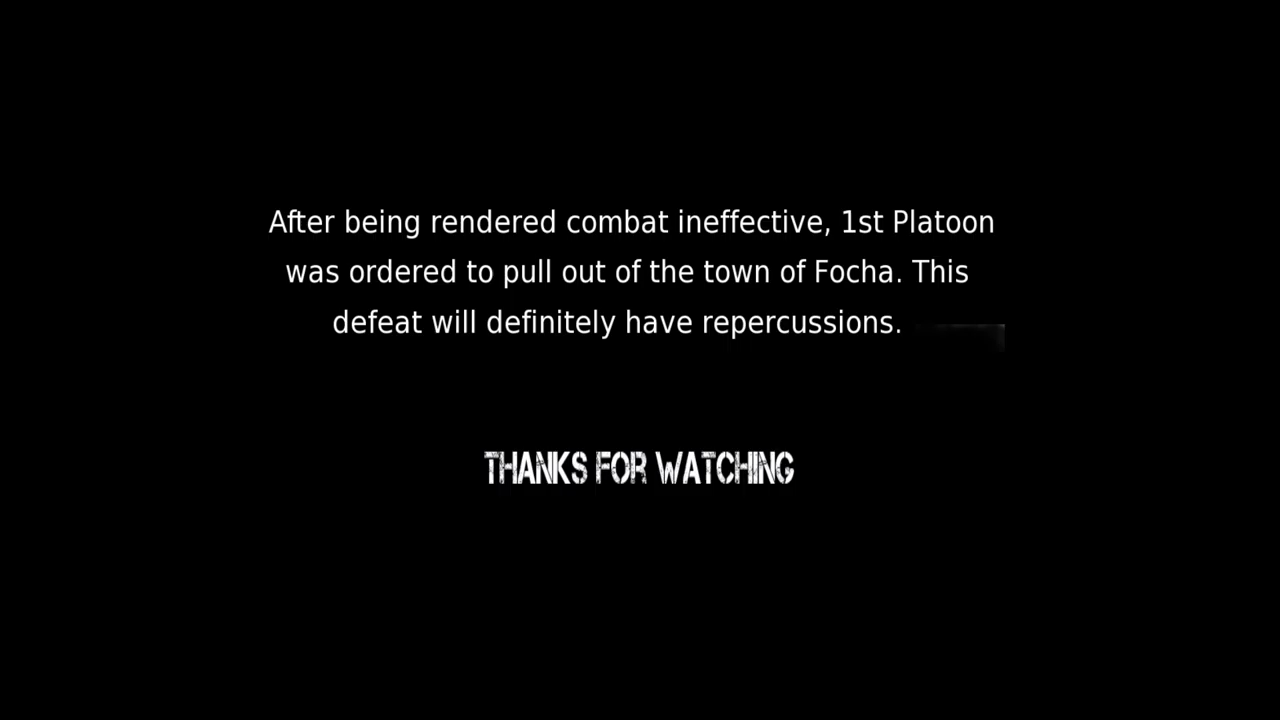 After being rendered combat ineffective, 1st Platoon
was ordered to pull out of the town of Focha. This
defeat will definitely have repercussions.
THANKS FOR WATCHING